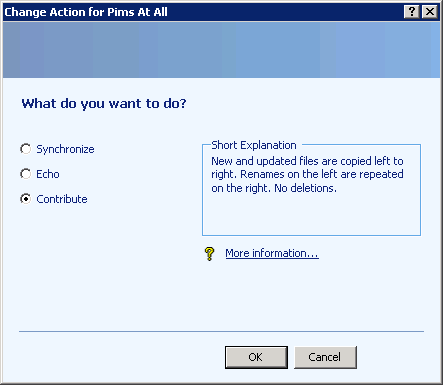 Change Action for Pims At All
What do you want to do?
Synchronize
Echo
Contribute
Short Explanation
New and updated files are copied left to
right. Renames on the left are repeated
on the right. No deletions.
More information...
OK
Cancel